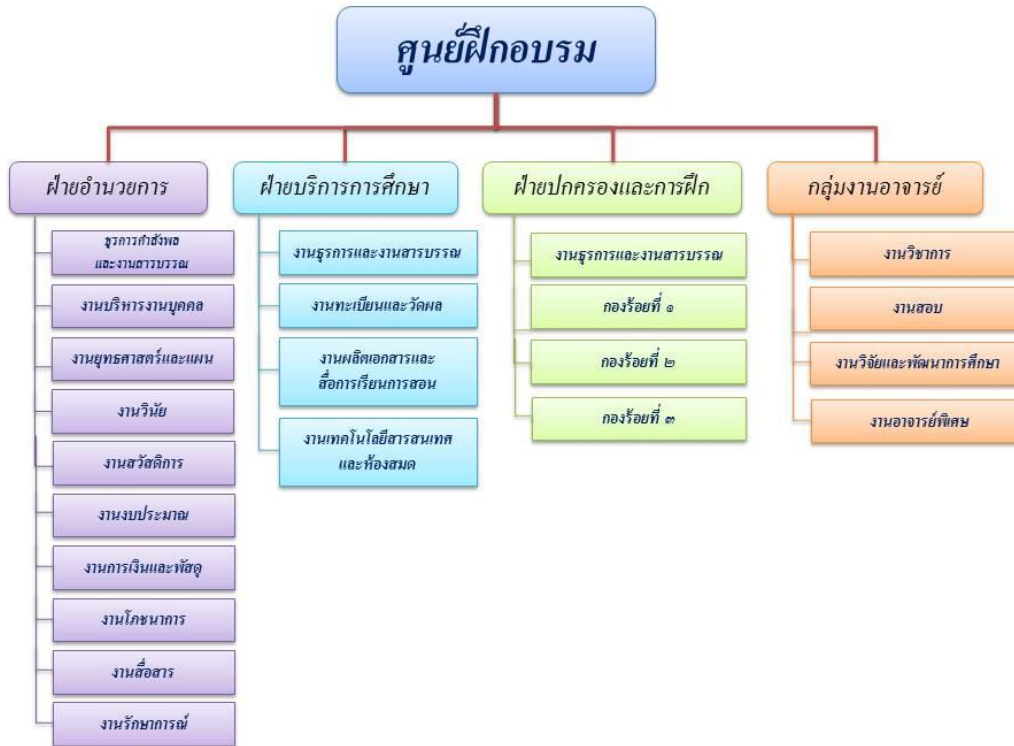 ศูนย์ฝึกอบรม
ฝ่ายอำนวยการ
ธุรการกำลังพล
และงานสารบรรณ
งานบริหารงานบุคคล
งานยุทธศาสตร์และแผน
งานวินัย
งานสวัสดิการ
งานงบประมาณ
งานการเงินและพัสดุ
งานโภชนาการ
งานสื่อสาร
งานรักษาการณ์
ฝ่ายบริการการศึกษา
งานธุรการและงานสารบรรณ
งานทะเบียนและวัดผล
งานผลิตเอกสารและ
สื่อการเรียนการสอน
งานเทคโนโลยีสารสนเทศ
และห้องสมด
ฝ่ายปกครองและการฝึก
งานธุรการและงานสารบรรณ
กองร้อยที่ ๑
กองร้อยที่ ๒
กองร้อยที่ ๓
กลุ่มงานอาจารย์
งานวิชาการ
งานสอบ
งานวิจัยและพัฒนาการศึกษา
งานอาจารย์พิเศษ